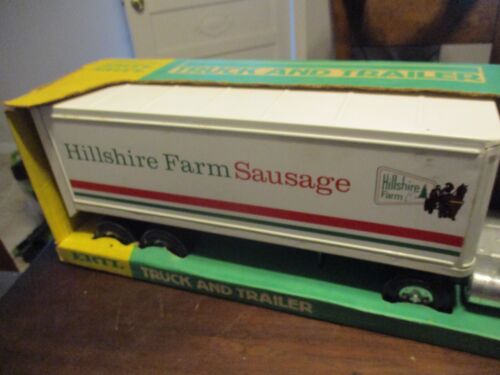 TRUCK AND TRAILER
Hillshire Farm Sausage
Hillshire
Farm
ERTL
TRUCK AND TRAILER